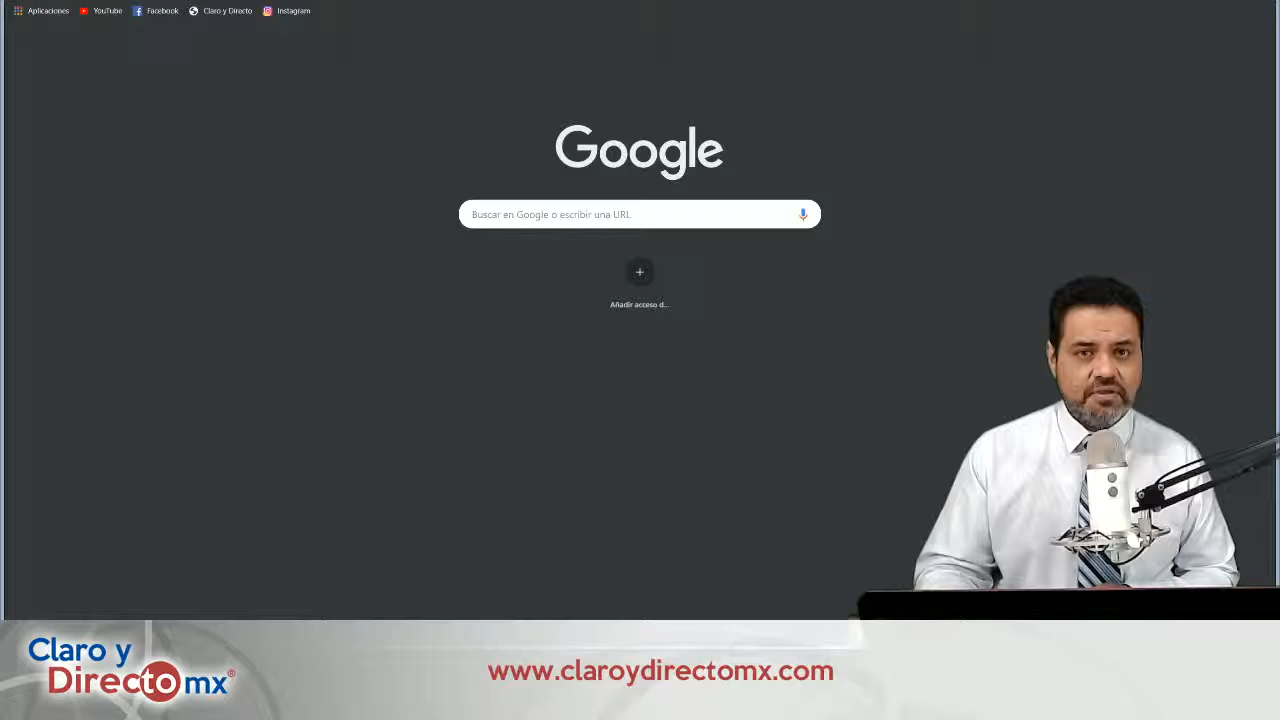 Aplicaciones YouTube Facebook Claro y Directo Instagram
Google
Buscar en Google o escribir una URL
Añadir acceso d...
Claro y
Directo mx®
www.claroydirectomx.com